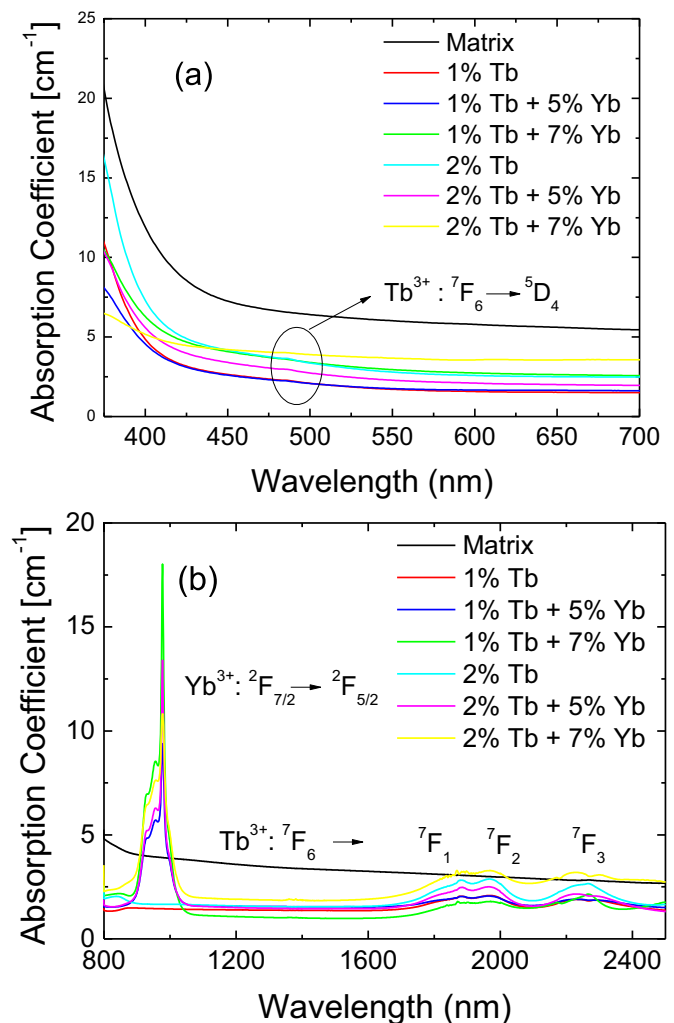 (a)
Matrix
1% Tb
1% Tb + 5% Yb
1% Tb + 7% Yb
2% Tb
2% Tb + 5% Yb
2% Tb + 7% Yb
Tb³⁺ : ⁷F₆ → ⁵D₄
25
20
15
10
5
0
Absorption Coefficient [cm⁻¹]
400 450 500 550 600 650 700
Wavelength (nm)
(b)
Matrix
1% Tb
1% Tb + 5% Yb
1% Tb + 7% Yb
2% Tb
2% Tb + 5% Yb
2% Tb + 7% Yb
Yb³⁺: ²F₇/₂ → ²F₅/₂
Tb³⁺: ⁷F₆ → ⁷F₁ ⁷F₂ ⁷F₃
20
15
10
5
0
Absorption Coefficient [cm⁻¹]
800 1200 1600 2000 2400
Wavelength (nm)